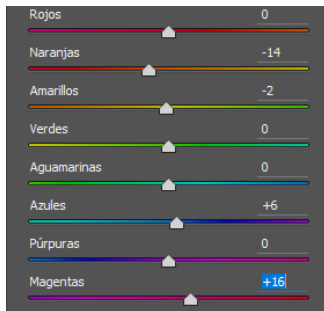 Rojos 0
Naranjas -14
Amarillos -2
Verdes 0
Aguamarinas 0
Azules +6
Púrpuras 0
Magentas +16